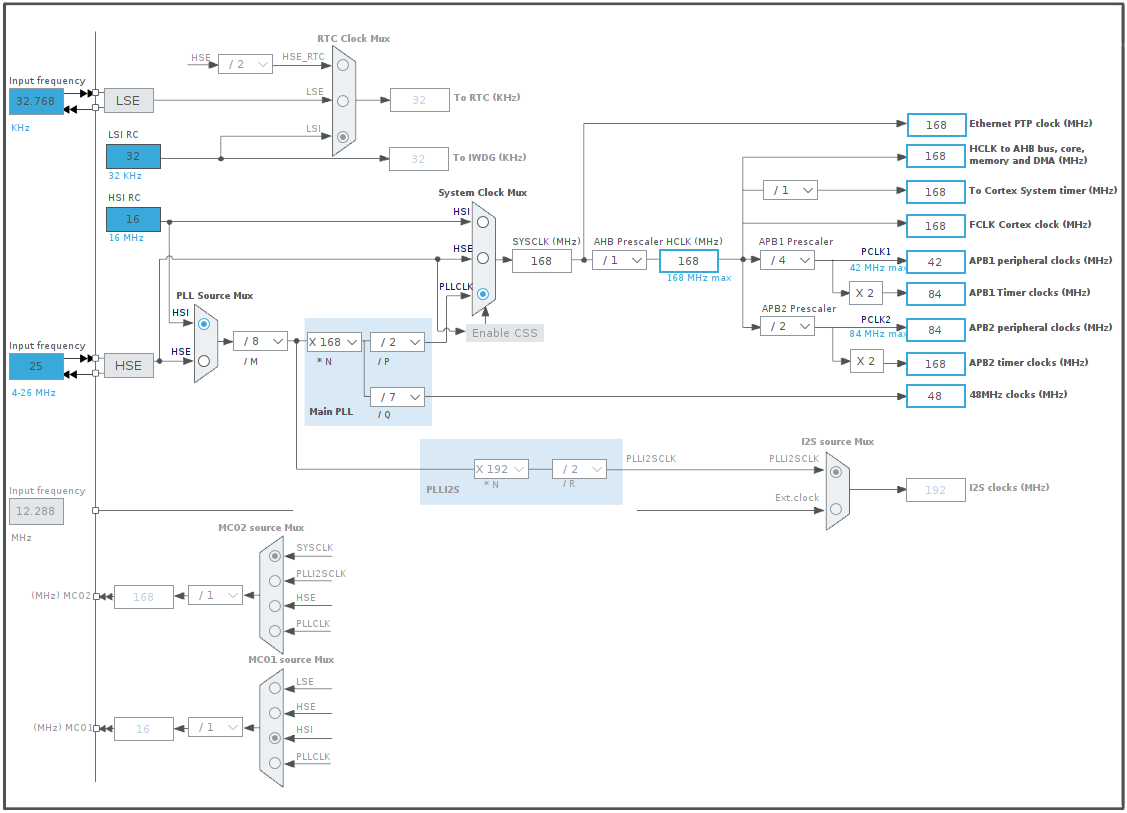 RTC Clock Mux
HSE
/ 2
HSE_RTC
Input frequency
32.768
KHz
LSE
LSE
32
To RTC (KHz)
LSI RC
LSI
32
32 KHz
32
To IWDG (KHz)
HSI RC
16
16 MHz
System Clock Mux
HSI
HSE
PLLCLK
SYSCLK (MHz)
168
AHB Prescaler
/ 1
HCLK (MHz)
168
168 MHz max
Enable CSS
168
Ethernet PTP clock (MHz)
168
HCLK to AHB bus, core,
memory and DMA (MHz)
/ 1
168
To Cortex System timer (MHz)
168
FCLK Cortex clock (MHz)
APB1 Prescaler
/ 4
PCLK1
42 MHz max
42
APB1 peripheral clocks (MHz)
X 2
84
APB1 Timer clocks (MHz)
APB2 Prescaler
/ 2
PCLK2
84 MHz max
84
APB2 peripheral clocks (MHz)
X 2
168
APB2 timer clocks (MHz)
48
48MHz clocks (MHz)
PLL Source Mux
HSI
HSE
Input frequency
25
4-26 MHz
HSE
/ 8
/ M
X 168
* N
/ 2
/ P
/ 7
/ Q
Main PLL
PLLI2S
X 192
* N
/ 2
/ R
PLLI2SCLK
I2S source Mux
PLLI2SCLK
Ext.clock
192
I2S clocks (MHz)
Input frequency
12.288
MHz
MCO2 source Mux
SYSCLK
PLLI2SCLK
HSE
PLLCLK
(MHz) MCO2
168
/ 1
MCO1 source Mux
LSE
HSE
HSI
PLLCLK
(MHz) MCO1
16
/ 1